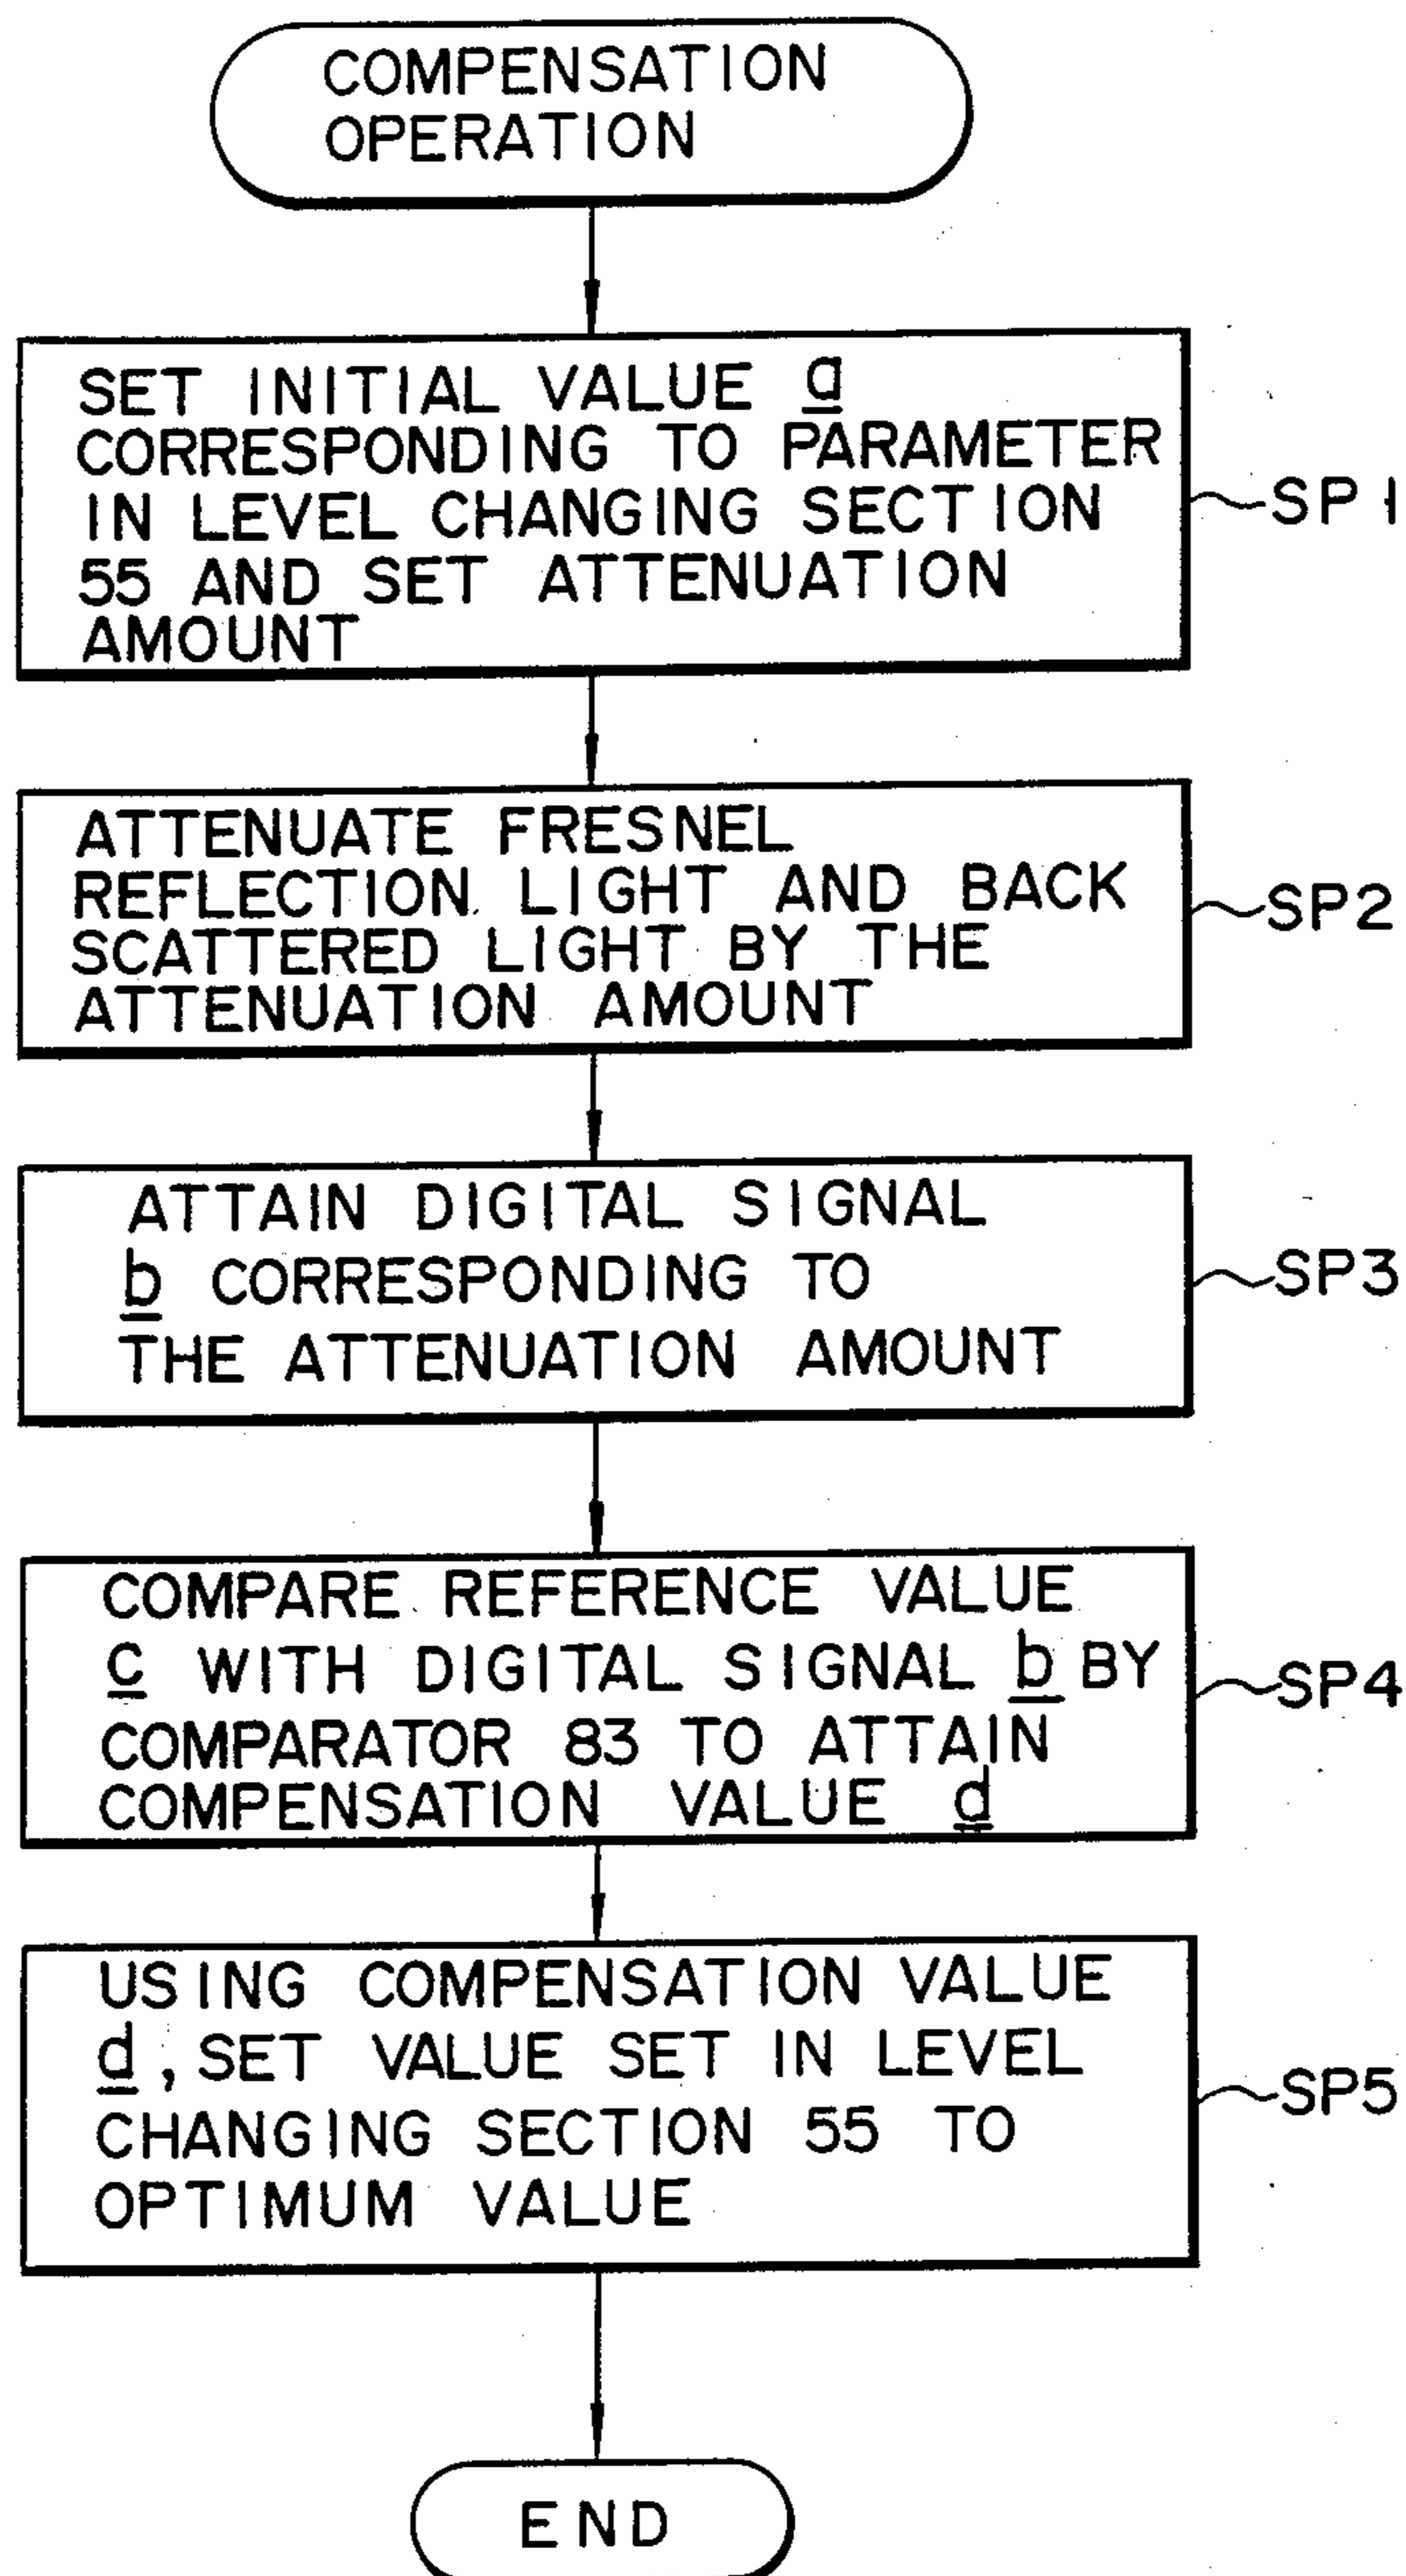 COMPENSATION
OPERATION
SET INITIAL VALUE a
CORRESPONDING TO PARAMETER
IN LEVEL CHANGING SECTION
55 AND SET ATTENUATION
AMOUNT
SP1
ATTENUATE FRESNEL
REFLECTION LIGHT AND BACK
SCATTERED LIGHT BY THE
ATTENUATION AMOUNT
SP2
ATTAIN DIGITAL SIGNAL
b CORRESPONDING TO
THE ATTENUATION AMOUNT
SP3
COMPARE REFERENCE VALUE
c WITH DIGITAL SIGNAL b BY
COMPARATOR 83 TO ATTAIN
COMPENSATION VALUE d
SP4
USING COMPENSATION VALUE
d, SET VALUE SET IN LEVEL
CHANGING SECTION 55 TO
OPTIMUM VALUE
SP5
END